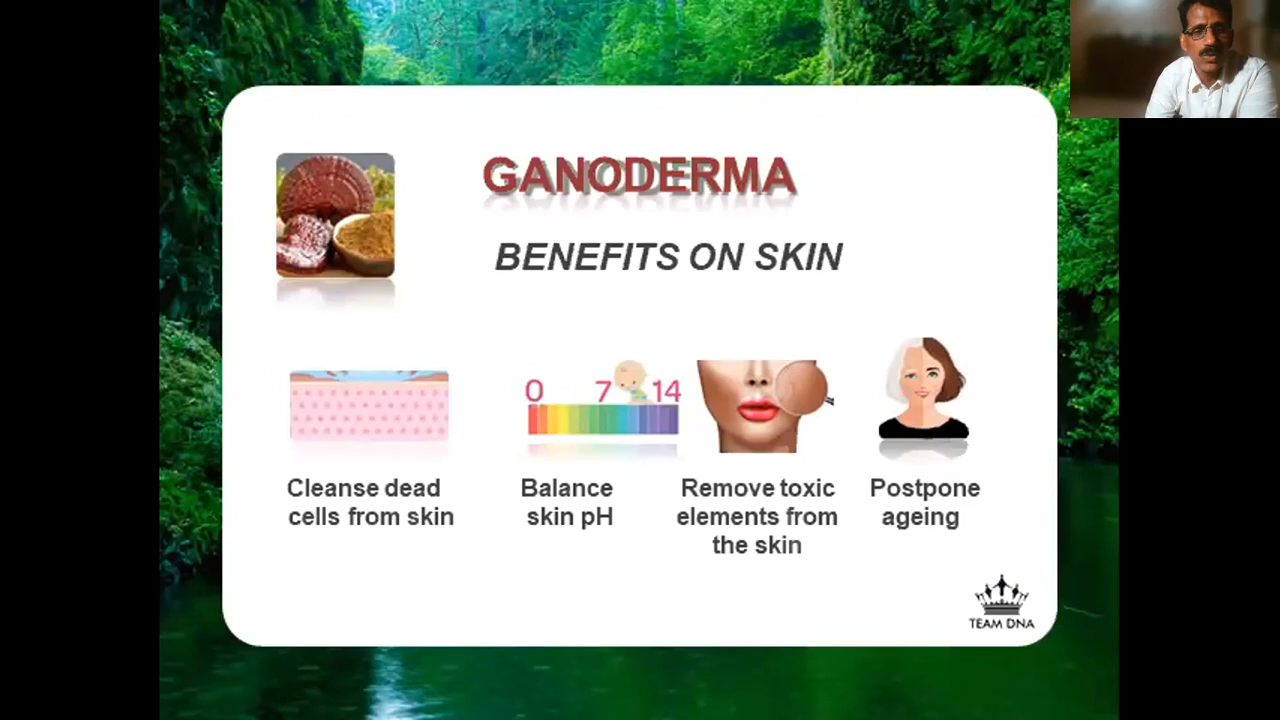 GANODERMA
BENEFITS ON SKIN
0 7 14
Cleanse dead
cells from skin
Balance
skin pH
Remove toxic
elements from
the skin
Postpone
ageing
TEAM DNA